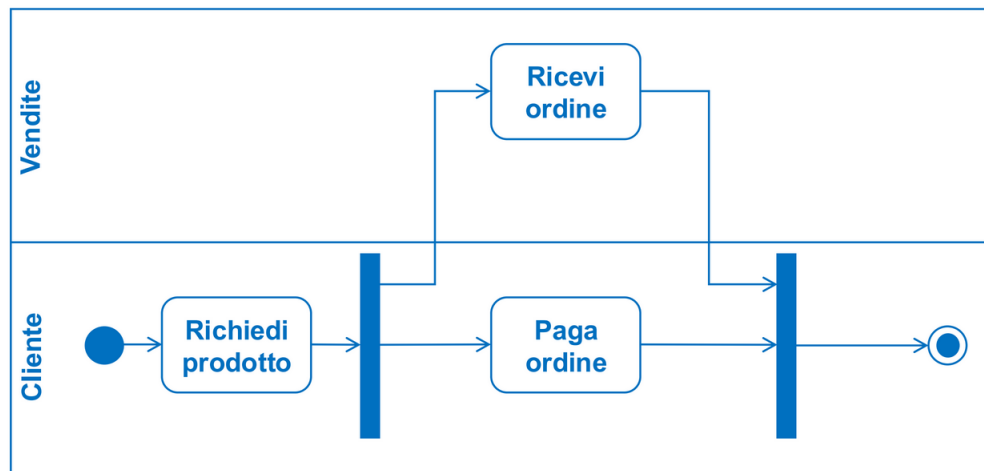 Vendite
Ricevi
ordine
Cliente
Richiedi
prodotto
Paga
ordine